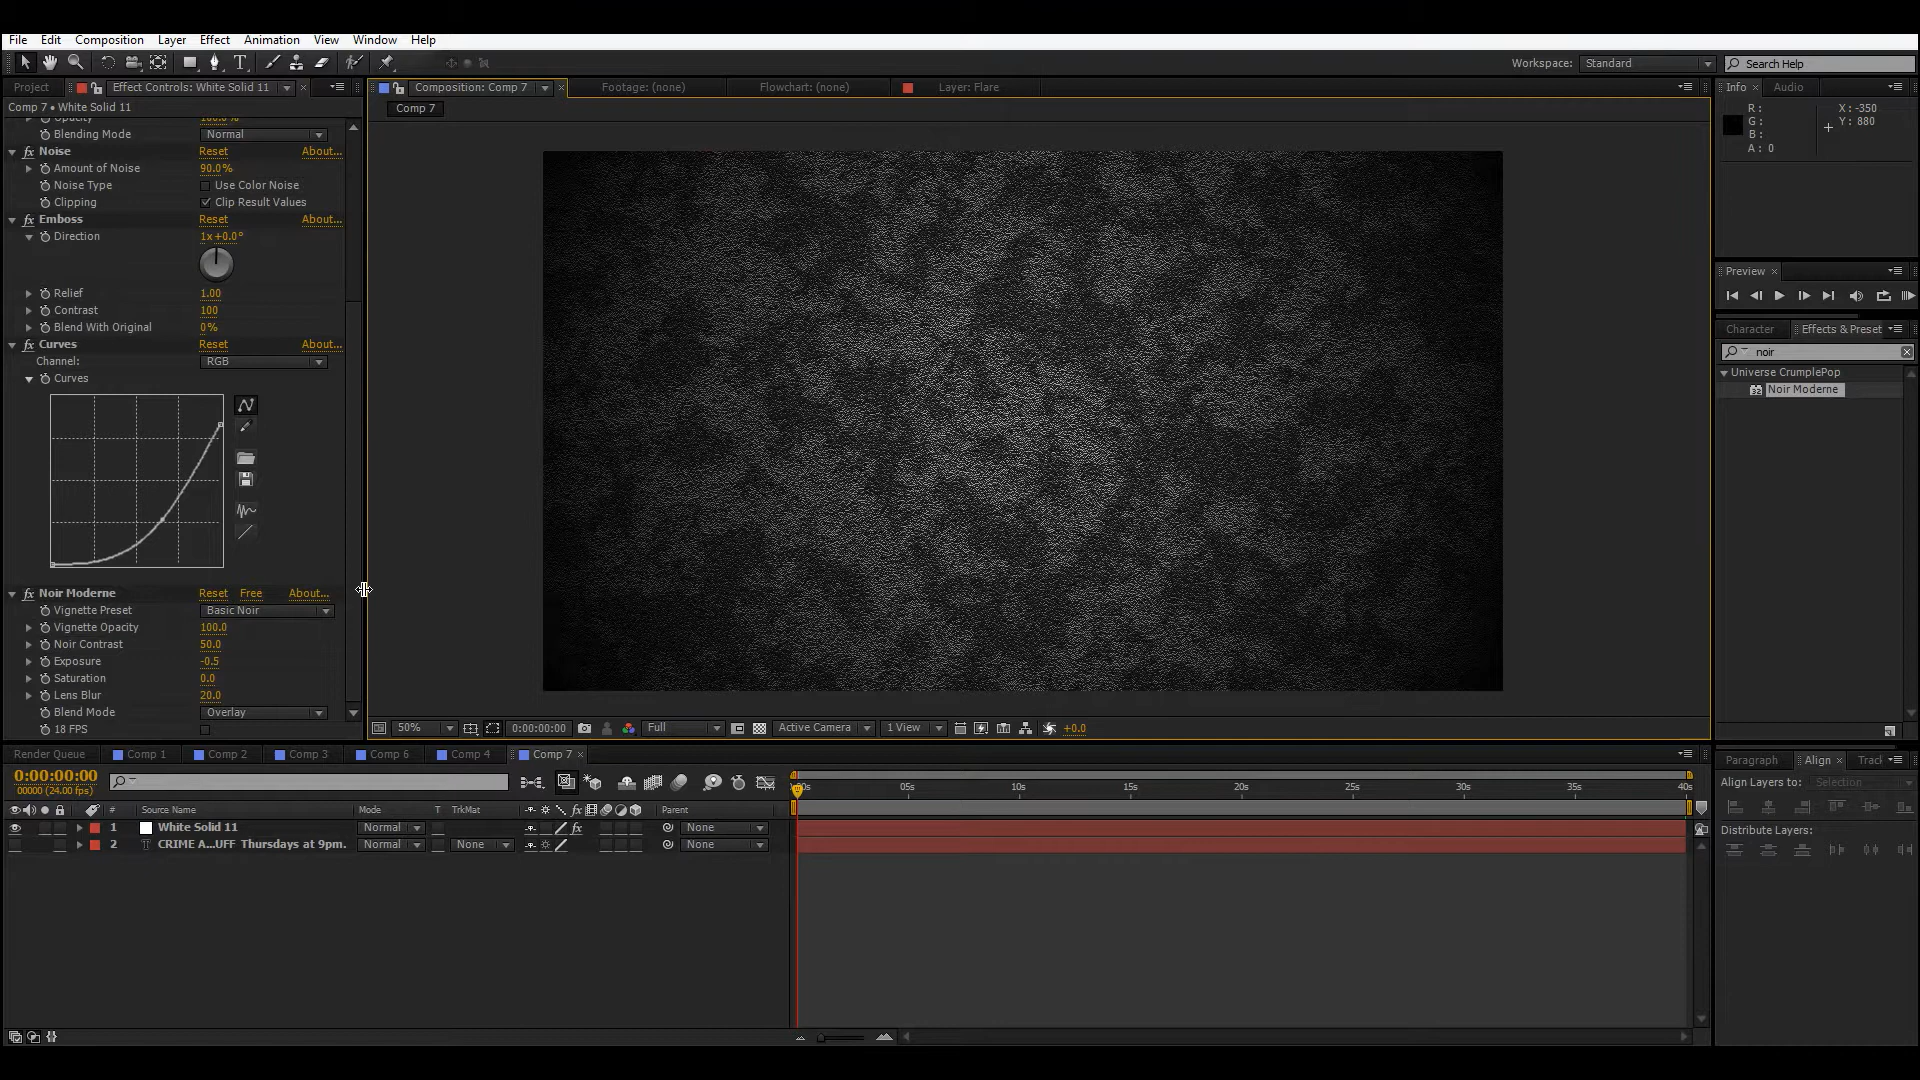 File Edit Composition Layer Effect Animation View Window Help
Workspace: Standard Search Help
Project Effect Controls: White Solid 11 Composition: Comp 7 Footage: (none) Flowchart: (none) Layer: Flare Info Audio
Comp 7 • White Solid 11
Comp 7
Opacity 100.0 %
Blending Mode Normal
Noise Reset About...
Amount of Noise 90.0%
Noise Type Use Color Noise
Clipping Clip Result Values
Emboss Reset About...
Direction 1x+0.0°
Relief 1.00
Contrast 100
Blend With Original 0%
Curves Reset About...
Channel: RGB
Curves
Noir Moderne Reset Free About...
Vignette Preset Basic Noir
Vignette Opacity 100.0
Noir Contrast 50.0
Exposure -0.5
Saturation 0.0
Lens Blur 20.0
Blend Mode Overlay
18 FPS
50% 0:00:00:00 Full Active Camera 1 View +0.0
R: X: -350
G: Y: 880
B:
A: 0
Preview
Character Effects & Preset
noir
Universe CrumplePop
32 Noir Moderne
Render Queue Comp 1 Comp 2 Comp 3 Comp 6 Comp 4 Comp 7
0:00:00:00
00000 (24.00 fps)
05s 10s 15s 20s 25s 30s 35s 40s
# Source Name Mode T TrkMat fx Parent
1 White Solid 11 Normal fx None
2 T CRIME A...UFF Thursdays at 9pm. Normal None None
Paragraph Align Track
Align Layers to: Selection
Distribute Layers: